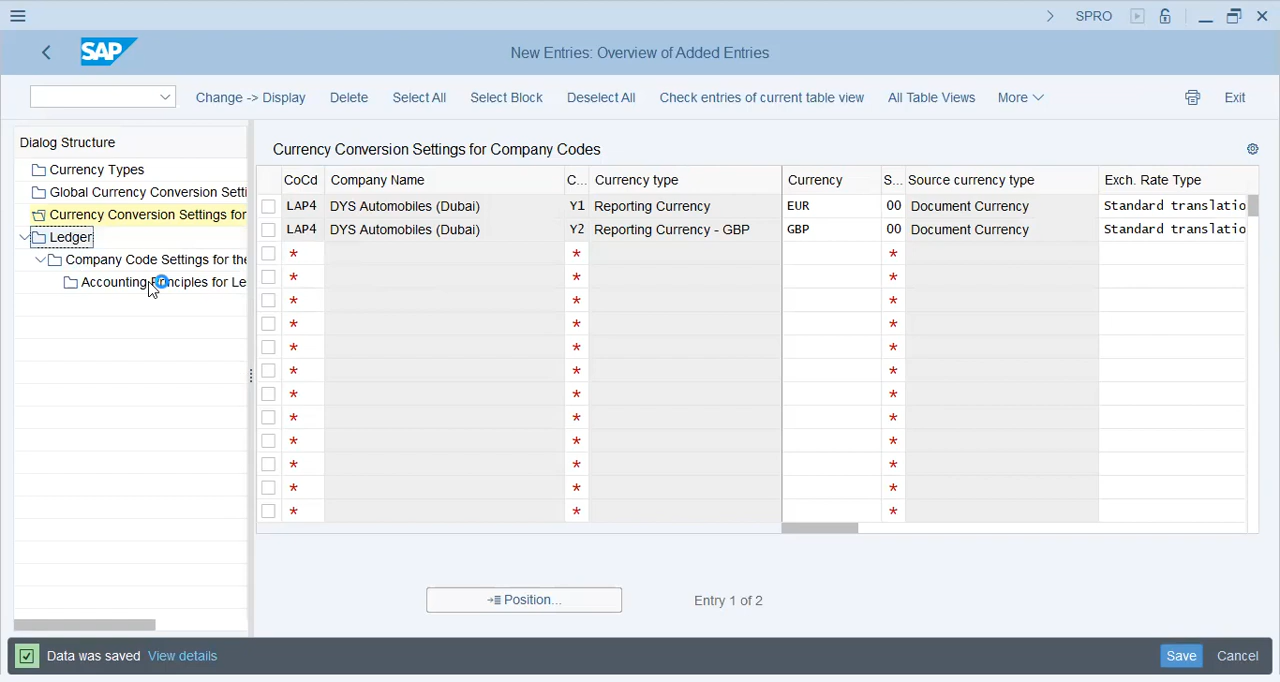 SPRO
SAP
New Entries: Overview of Added Entries
Change -> Display Delete Select All Select Block Deselect All Check entries of current table view All Table Views More Exit
Dialog Structure
Currency Types
Global Currency Conversion Setti
Currency Conversion Settings for
Ledger
Company Code Settings for the
Accounting Principles for Le
Currency Conversion Settings for Company Codes
CoCd Company Name C... Currency type Currency S... Source currency type Exch. Rate Type
LAP4 DYS Automobiles (Dubai) Y1 Reporting Currency EUR 00 Document Currency Standard translatio
LAP4 DYS Automobiles (Dubai) Y2 Reporting Currency - GBP GBP 00 Document Currency Standard translatio
* * *
* * *
* * *
* * *
* * *
* * *
* * *
* * *
* * *
* * *
* * *
* * *
Position... Entry 1 of 2
Data was saved View details Save Cancel